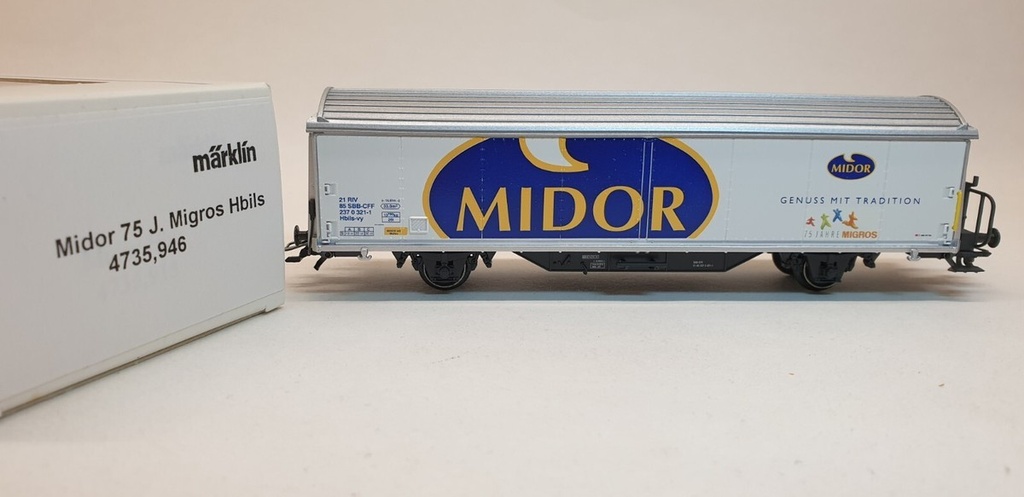 märklin
Midor 75 J. Migros Hbils
4735,946
MIDOR
21 RIV
85 SBB-CFF
237 0 321-1
Hbils-vy
MIDOR
GENUSS MIT TRADITION
75 JAHRE MIGROS